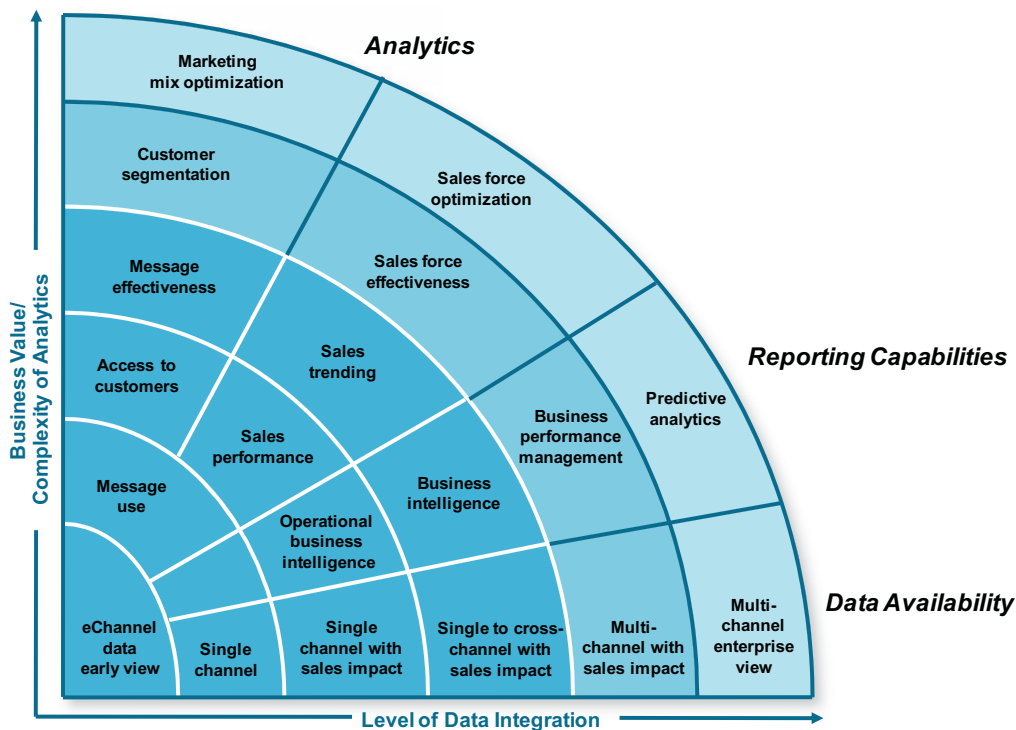 Analytics
Marketing
mix optimization
Customer
segmentation
Sales force
optimization
Message
effectiveness
Sales force
effectiveness
Business Value/
Complexity of Analytics
Access to
customers
Sales
trending
Reporting Capabilities
Predictive
analytics
Business
performance
management
Sales
performance
Message
use
Business
intelligence
Operational
business
intelligence
Data Availability
eChannel
data
early view
Single
channel
Single
channel with
sales impact
Single to cross-
channel with
sales impact
Multi-
channel with
sales impact
Multi-
channel
enterprise
view
Level of Data Integration